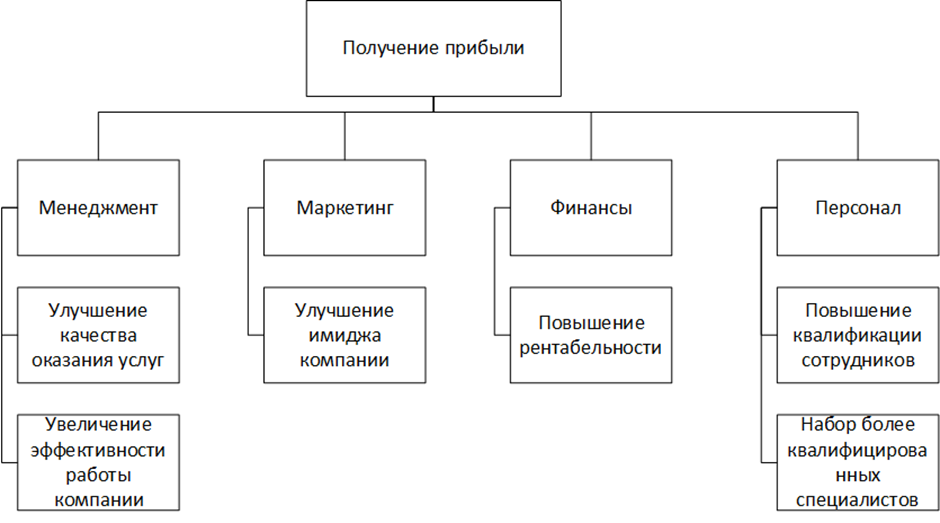 Получение прибыли
Менеджмент
Маркетинг
Финансы
Персонал
Улучшение
качества
оказания услуг
Улучшение
имиджа
компании
Повышение
рентабельности
Повышение
квалификации
сотрудников
Увеличение
эффективности
работы
компании
Набор более
квалифицирова
нных
специалистов